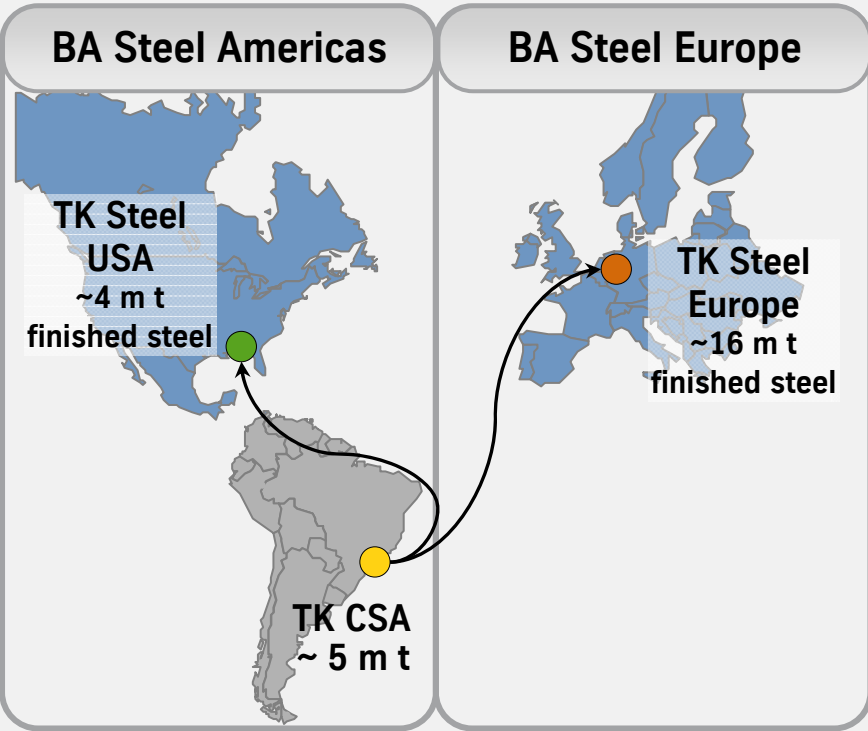 BA Steel Americas
BA Steel Europe
TK Steel
USA
~4 m t
finished steel
TK Steel
Europe
~16 m t
finished steel
TK CSA
~ 5 m t